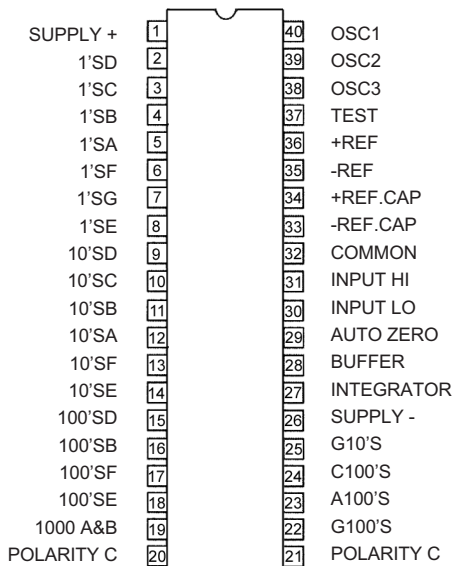 SUPPLY + 1 40 OSC1
1'SD 2 39 OSC2
1'SC 3 38 OSC3
1'SB 4 37 TEST
1'SA 5 36 +REF
1'SF 6 35 -REF
1'SG 7 34 +REF.CAP
1'SE 8 33 -REF.CAP
10'SD 9 32 COMMON
10'SC 10 31 INPUT HI
10'SB 11 30 INPUT LO
10'SA 12 29 AUTO ZERO
10'SF 13 28 BUFFER
10'SE 14 27 INTEGRATOR
100'SD 15 26 SUPPLY -
100'SB 16 25 G10'S
100'SF 17 24 C100'S
100'SE 18 23 A100'S
1000 A&B 19 22 G100'S
POLARITY C 20 21 POLARITY C